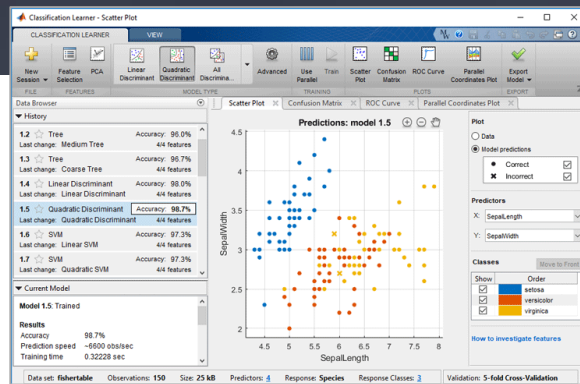 Classification Learner - Scatter Plot
CLASSIFICATION LEARNER VIEW
New Session
Feature Selection
PCA
Linear Discriminant
Quadratic Discriminant
All Discrimina...
Advanced
Use Parallel
Train
Scatter Plot
Confusion Matrix
ROC Curve
Parallel Coordinates Plot
Export Model
FILE FEATURES MODEL TYPE TRAINING PLOTS EXPORT
Data Browser
History
1.2 Tree Accuracy: 96.0%
Last change: Medium Tree 4/4 features
1.3 Tree Accuracy: 96.7%
Last change: Coarse Tree 4/4 features
1.4 Linear Discriminant Accuracy: 98.0%
Last change: Linear Discriminant 4/4 features
1.5 Quadratic Discriminant Accuracy: 98.7%
Last change: Quadratic Discriminant 4/4 features
1.6 SVM Accuracy: 97.3%
Last change: Linear SVM 4/4 features
1.7 SVM Accuracy: 97.3%
Last change: Quadratic SVM 4/4 features
Current Model
Model 1.5: Trained
Results
Accuracy 98.7%
Prediction speed ~6600 obs/sec
Training time 0.32228 sec
Scatter Plot Confusion Matrix ROC Curve Parallel Coordinates Plot
Predictions: model 1.5
4.5
4
3.5
3
2.5
2
SepalWidth
4.5 5 5.5 6 6.5 7 7.5 8
SepalLength
Plot
Data
Model predictions
Correct
Incorrect
Predictors
X: SepalLength
Y: SepalWidth
Classes
Move to Front
Show Order
setosa
versicolor
virginica
How to investigate features
Data set: fishertable Observations: 150 Size: 25 kB Predictors: 4 Response: Species Response Classes: 3 Validation: 5-fold Cross-Validation